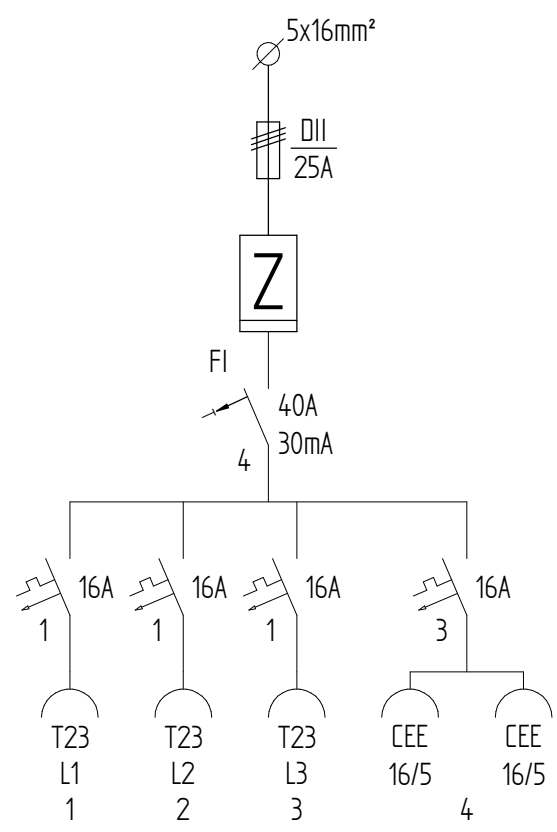 5x16mm²
DII
25A
Z
FI
40A
30mA
4
16A
16A
16A
16A
1
1
1
3
T23
T23
T23
CEE
CEE
L1
L2
L3
16/5
16/5
1
2
3
4